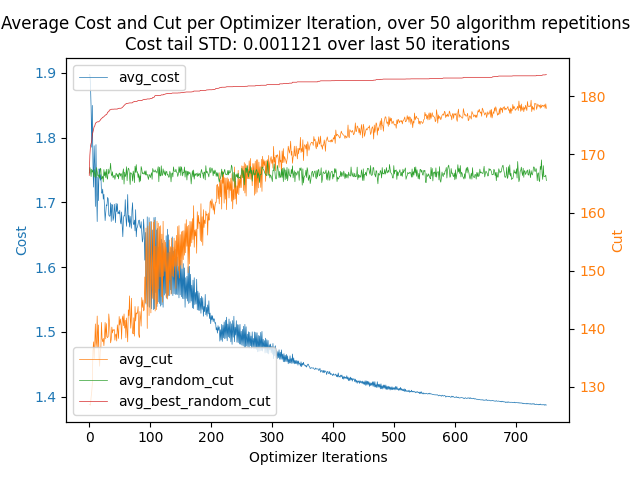 Average Cost and Cut per Optimizer Iteration, over 50 algorithm repetitions
Cost tail STD: 0.001121 over last 50 iterations
avg_cost
1.9
1.8
1.7
1.6
1.5
1.4
Cost
180
170
160
150
140
130
Cut
avg_cut
avg_random_cut
avg_best_random_cut
0 100 200 300 400 500 600 700
Optimizer Iterations